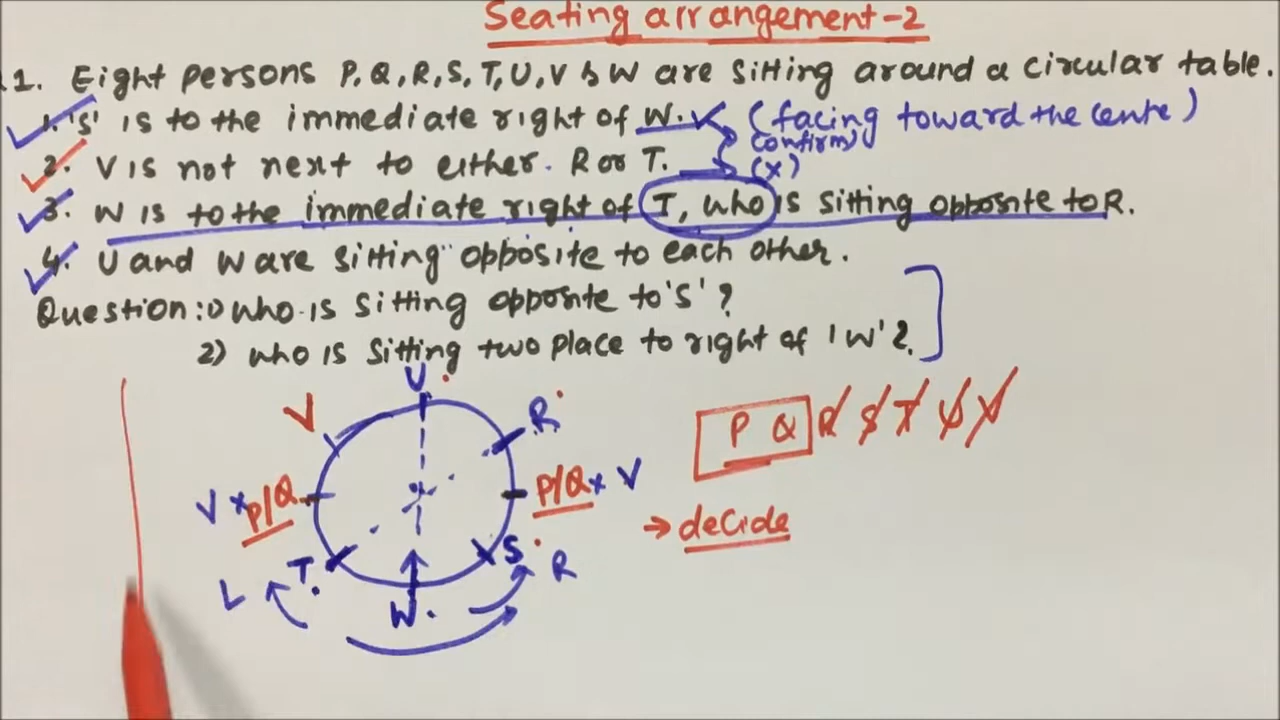 Seating arrangement-2
1. Eight persons P, Q, R, S, T, U, V & W are sitting around a circular table.
1. 'S' is to the immediate right of W. (facing toward the cente)
confirm)
2. V is not next to either. R or T. (x)
3. W is to the immediate right of T, who is sitting opposite to R.
4. U and W are sitting opposite to each other.
Question: 1) who is sitting opposite to 's' ?
2) who is sitting two place to right of 'W'?
U
V R P Q R S T U V
V x P/Q P/Q x V
→ decide
T S R
L
W